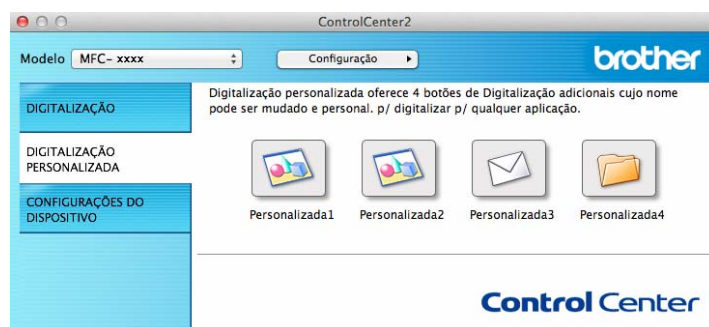 ControlCenter2
Modelo MFC- xxxx Configuração brother
Digitalização personalizada oferece 4 botões de Digitalização adicionais cujo nome
pode ser mudado e personal. p/ digitalizar p/ qualquer aplicação.
DIGITALIZAÇÃO
DIGITALIZAÇÃO
PERSONALIZADA
CONFIGURAÇÕES DO
DISPOSITIVO
Personalizada1 Personalizada2 Personalizada3 Personalizada4
Control Center